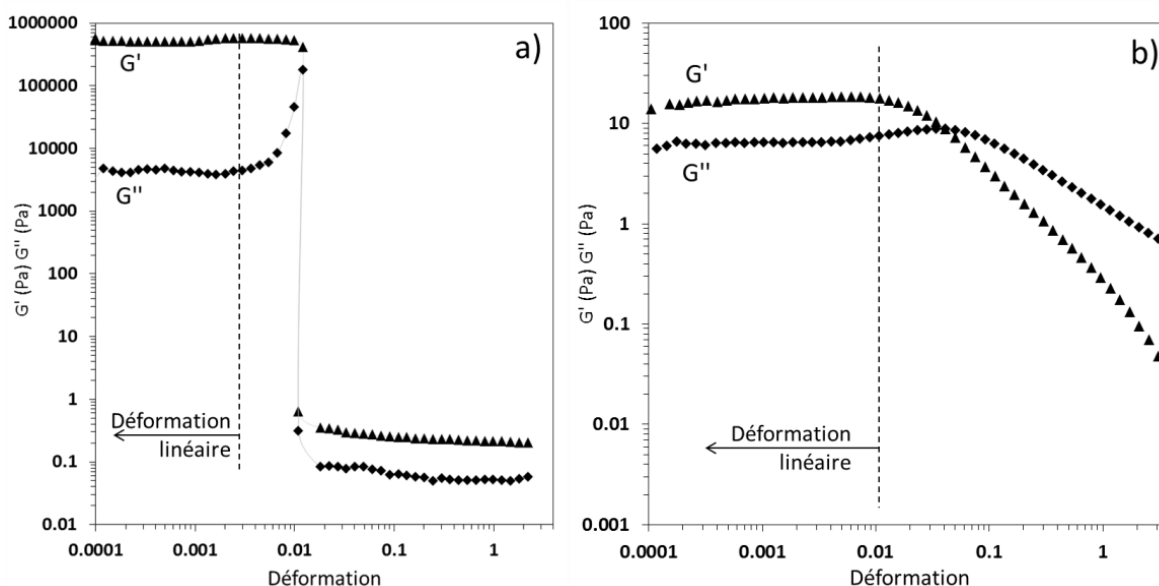 a)
1000000
100000
10000
1000
100
10
1
0.1
0.01
G' (Pa) G'' (Pa)
G'
G''
Déformation
linéaire
0.0001 0.001 0.01 0.1 1
Déformation
b)
100
10
1
0.1
0.01
0.001
G' (Pa) G'' (Pa)
G'
G''
Déformation
linéaire
0.0001 0.001 0.01 0.1 1
Déformation